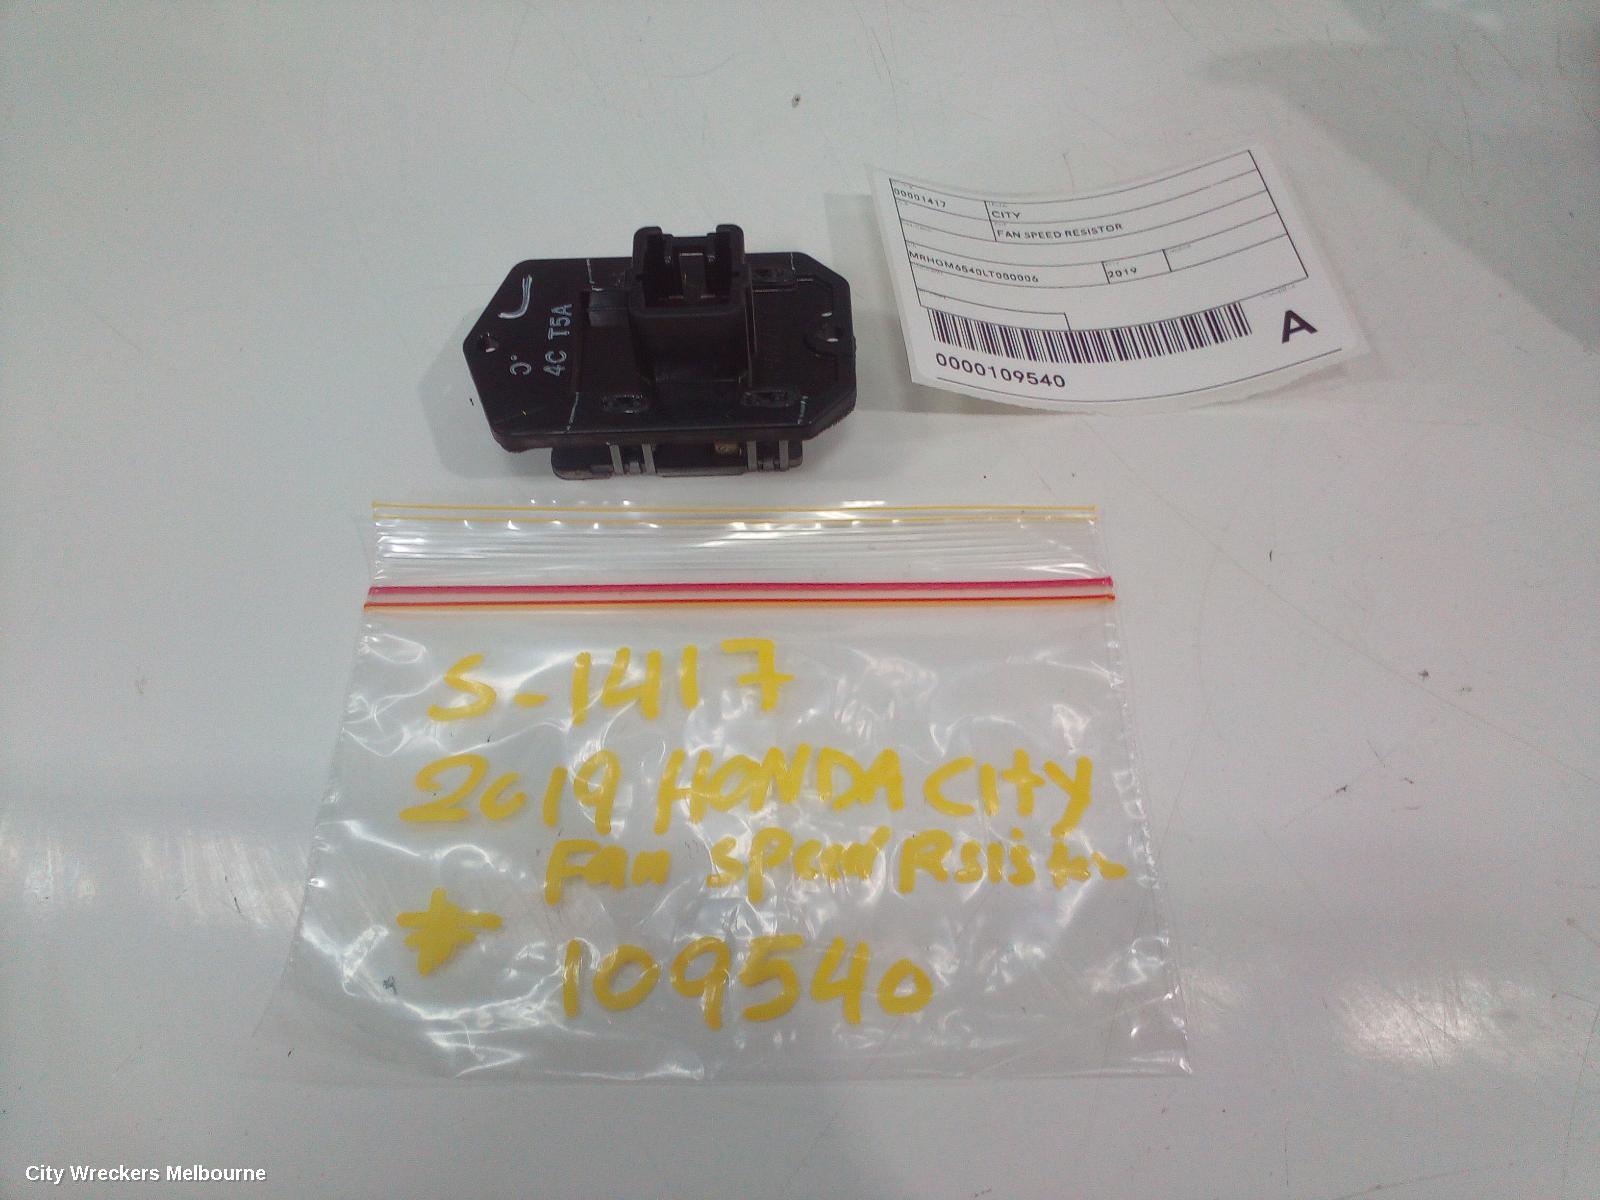 00001417
CITY
FAN SPEED RESISTOR
MRHGM6640LT080006
2019
A
0000109540
4C T5A
S-1417
2019 HONDA CITY
Fan Speed Rsistor
* 109540
City Wreckers Melbourne